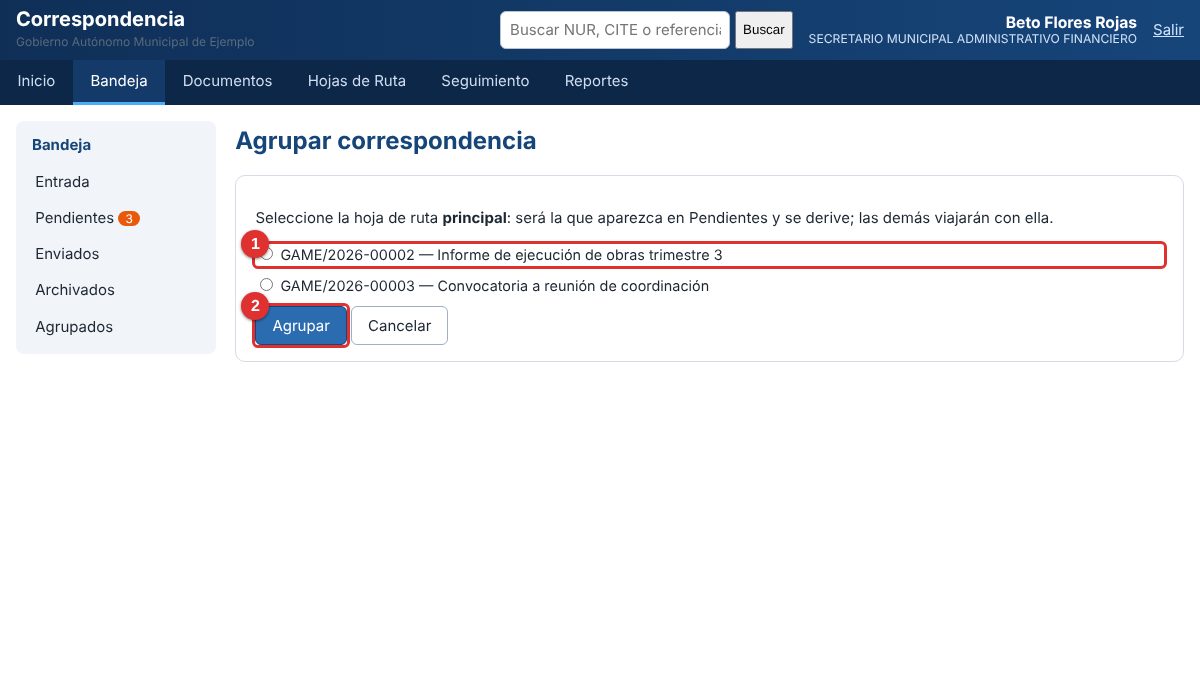 Correspondencia
Gobierno Autónomo Municipal de Ejemplo
Buscar NUR, CITE o referencia
Buscar
Beto Flores Rojas
SECRETARIO MUNICIPAL ADMINISTRATIVO FINANCIERO
Salir
Inicio Bandeja Documentos Hojas de Ruta Seguimiento Reportes
Bandeja
Entrada
Pendientes 3
Enviados
Archivados
Agrupados
Agrupar correspondencia
Seleccione la hoja de ruta principal: será la que aparezca en Pendientes y se derive; las demás viajarán con ella.
1
GAME/2026-00002 — Informe de ejecución de obras trimestre 3
GAME/2026-00003 — Convocatoria a reunión de coordinación
2
Agrupar Cancelar